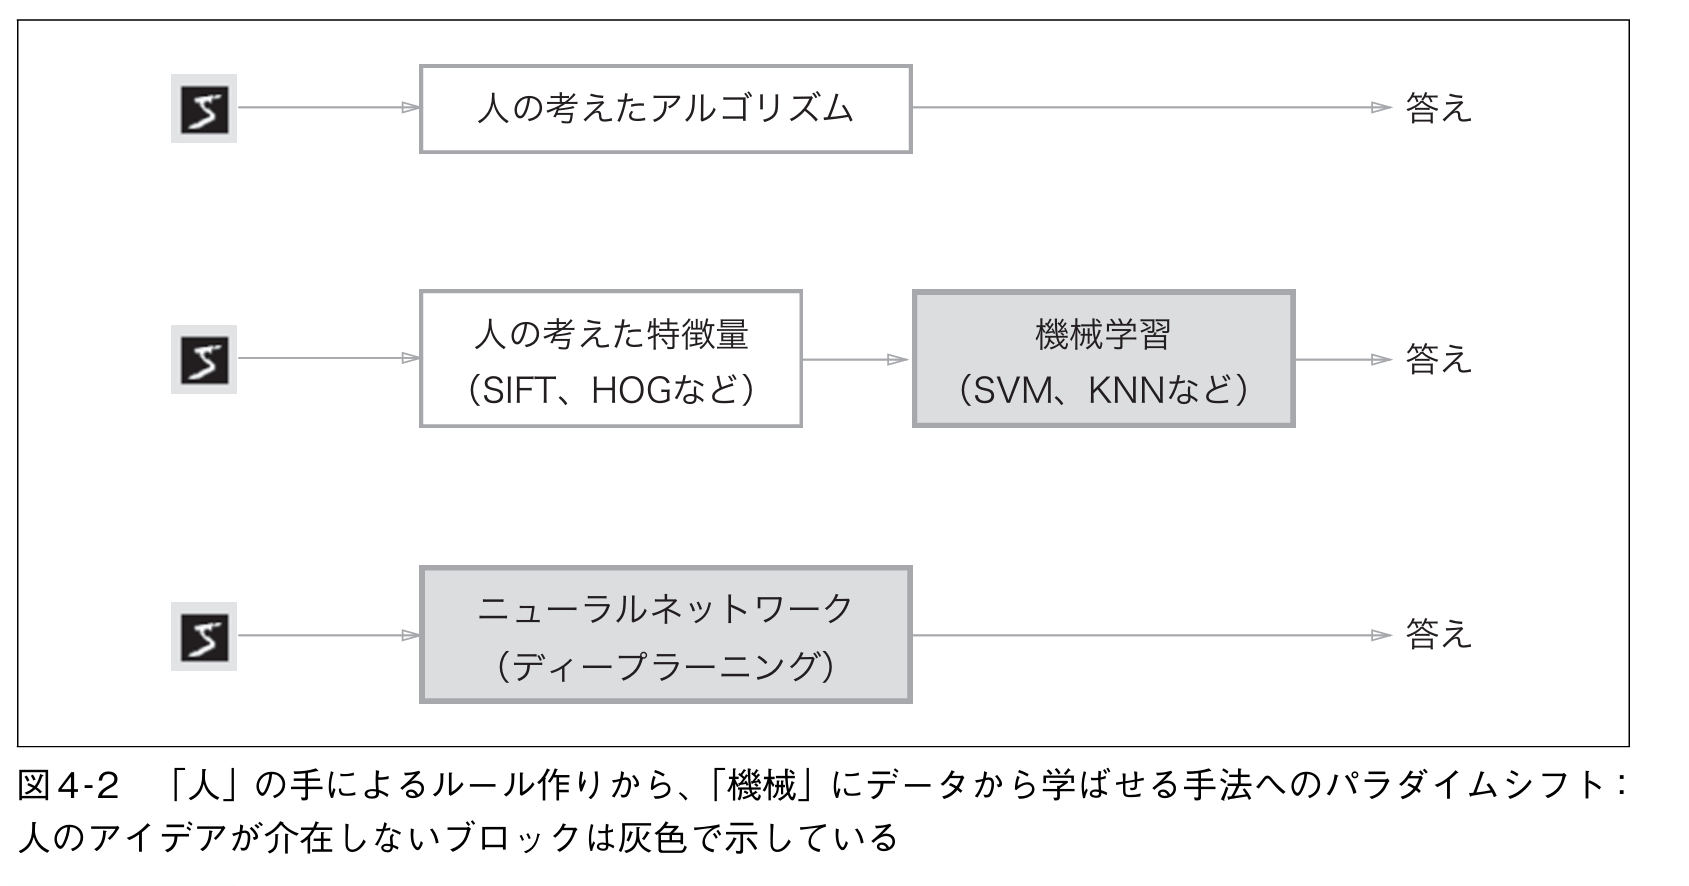 5
人の考えたアルゴリズム
答え
5
人の考えた特徴量
（SIFT、HOGなど）
機械学習
（SVM、KNNなど）
答え
5
ニューラルネットワーク
（ディープラーニング）
答え
図4-2　「人」の手によるルール作りから、「機械」にデータから学ばせる手法へのパラダイムシフト：
人のアイデアが介在しないブロックは灰色で示している